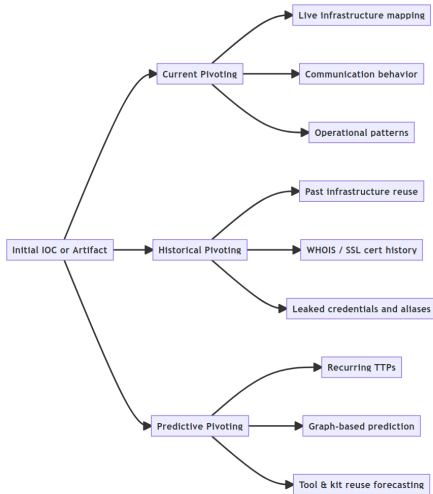 Live infrastructure mapping
Current Pivoting
Communication behavior
Operational patterns
Past infrastructure reuse
Initial IOC or Artifact
Historical Pivoting
WHOIS / SSL cert history
Leaked credentials and aliases
Recurring TTPs
Predictive Pivoting
Graph-based prediction
Tool & kit reuse forecasting